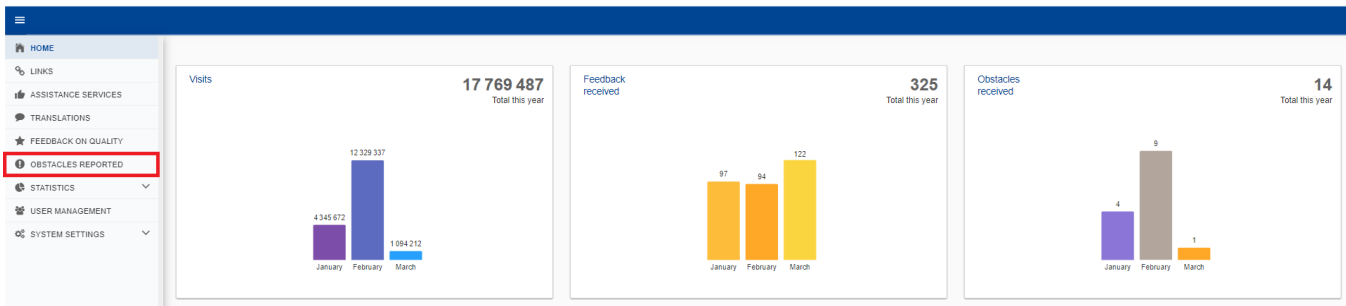 HOME
LINKS
ASSISTANCE SERVICES
TRANSLATIONS
FEEDBACK ON QUALITY
OBSTACLES REPORTED
STATISTICS
USER MANAGEMENT
SYSTEM SETTINGS
Visits
17 769 487
Total this year
12 329 337
4 345 672
1 094 212
January February March
Feedback
received
325
Total this year
122
97
94
January February March
Obstacles
received
14
Total this year
9
4
1
January February March